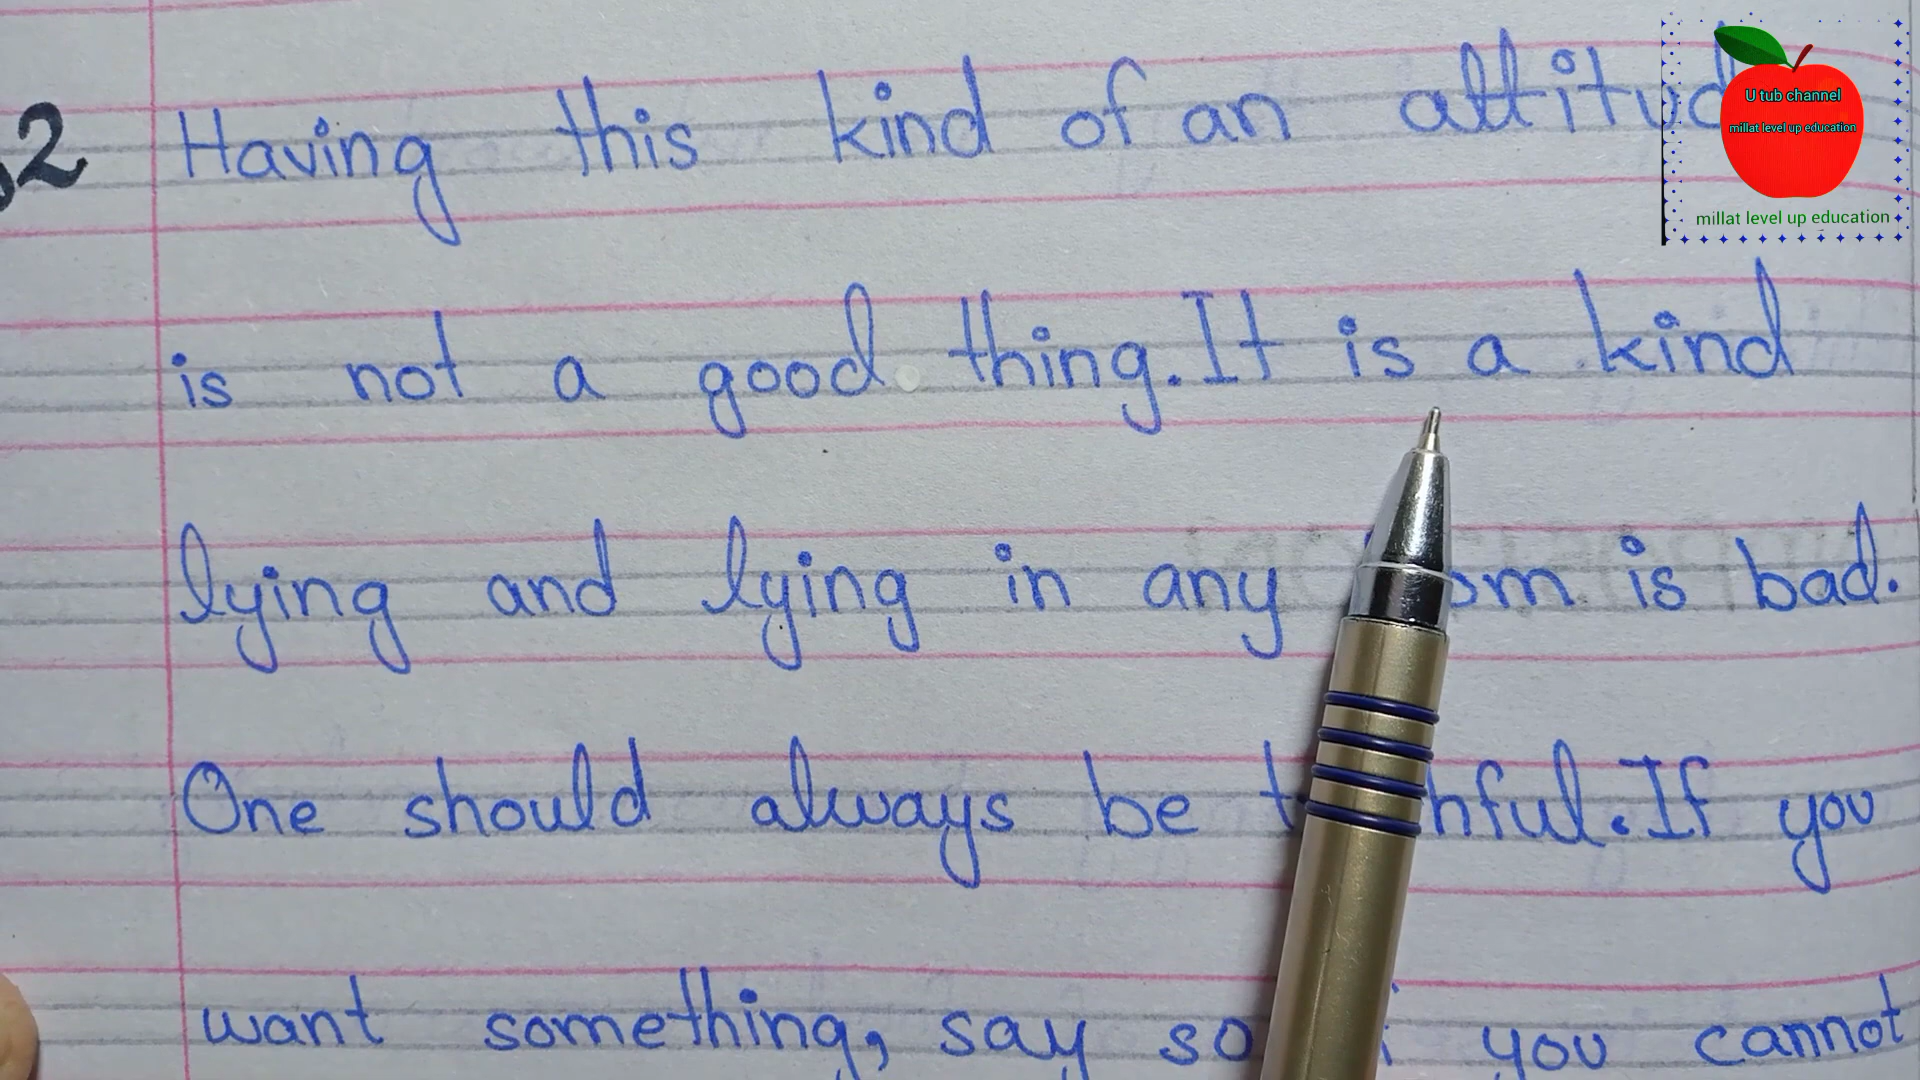 2 Having this kind of an attitud
is not a good thing. It is a kind
lying and lying in any is bad.
One should always be If you
want something, say so you cannot
U tub channel
millat level up education
millat level up education